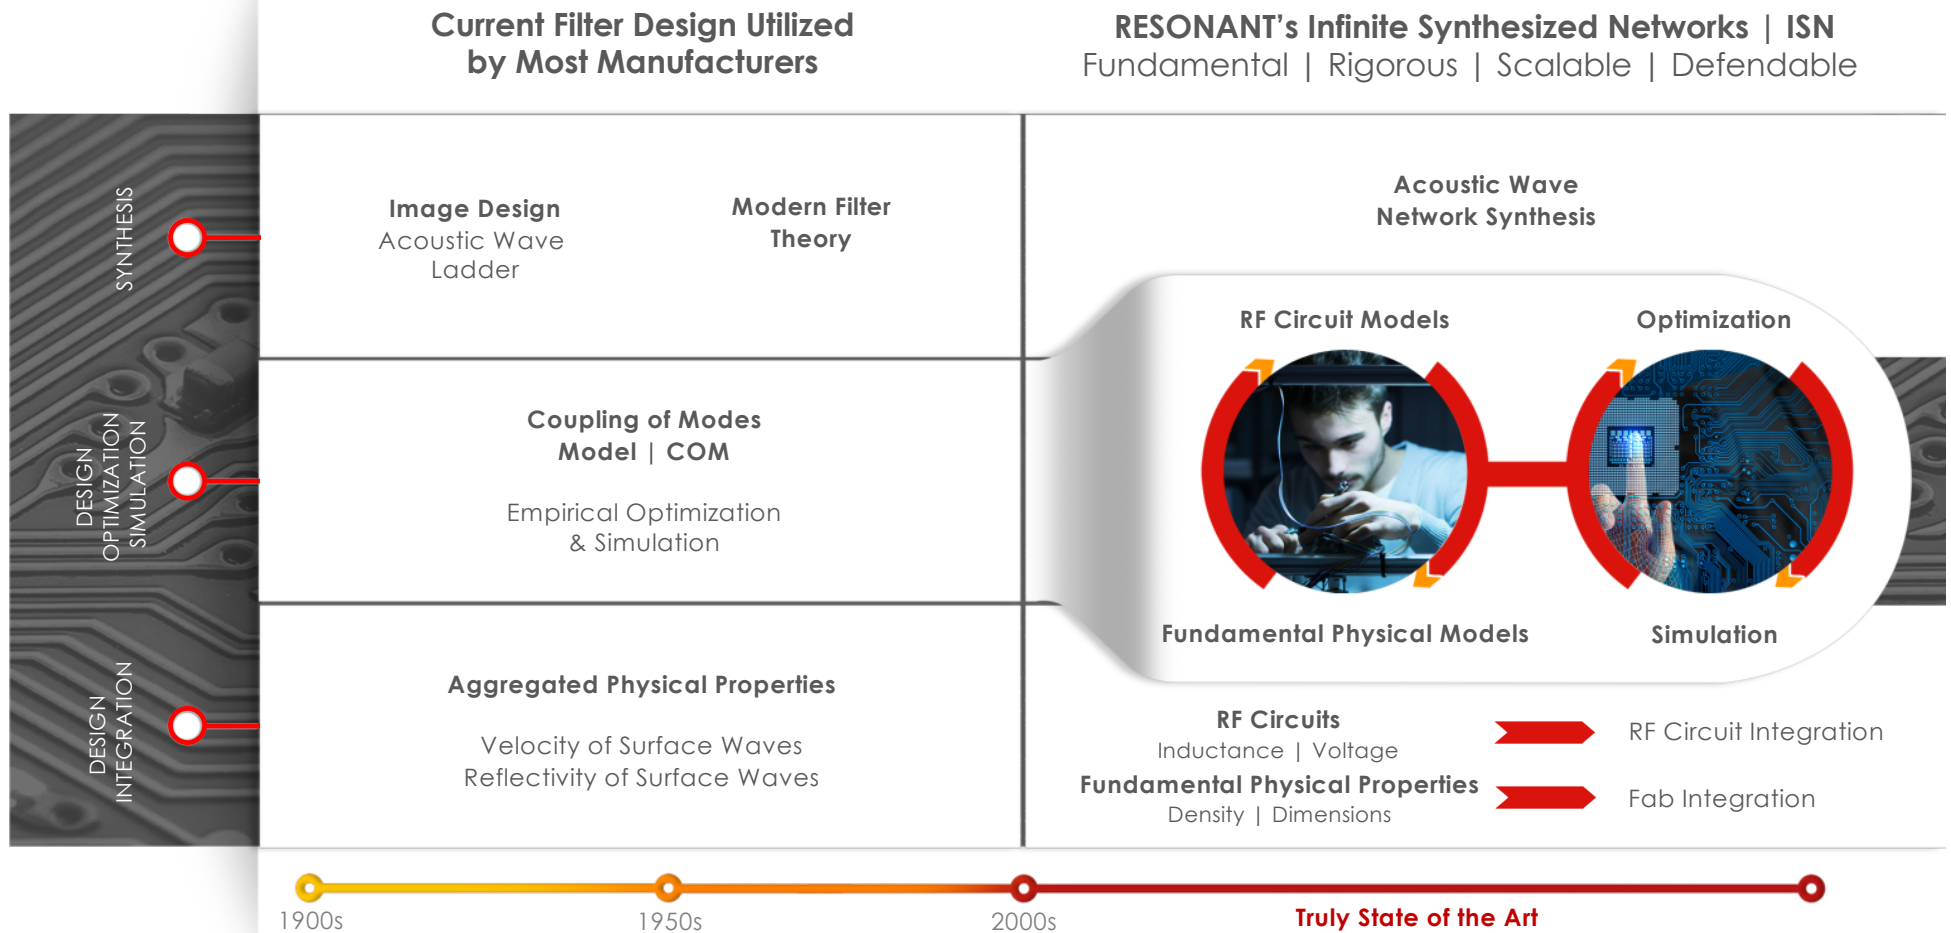 Current Filter Design Utilized
by Most Manufacturers
RESONANT's Infinite Synthesized Networks | ISN
Fundamental | Rigorous | Scalable | Defendable
SYNTHESIS
Image Design
Acoustic Wave
Ladder
Modern Filter
Theory
Acoustic Wave
Network Synthesis
DESIGN
OPTIMIZATION
SIMULATION
Coupling of Modes
Model | COM
Empirical Optimization
& Simulation
RF Circuit Models
Optimization
Fundamental Physical Models
Simulation
DESIGN
INTEGRATION
Aggregated Physical Properties
Velocity of Surface Waves
Reflectivity of Surface Waves
RF Circuits
Inductance | Voltage
RF Circuit Integration
Fundamental Physical Properties
Density | Dimensions
Fab Integration
1900s
1950s
2000s
Truly State of the Art